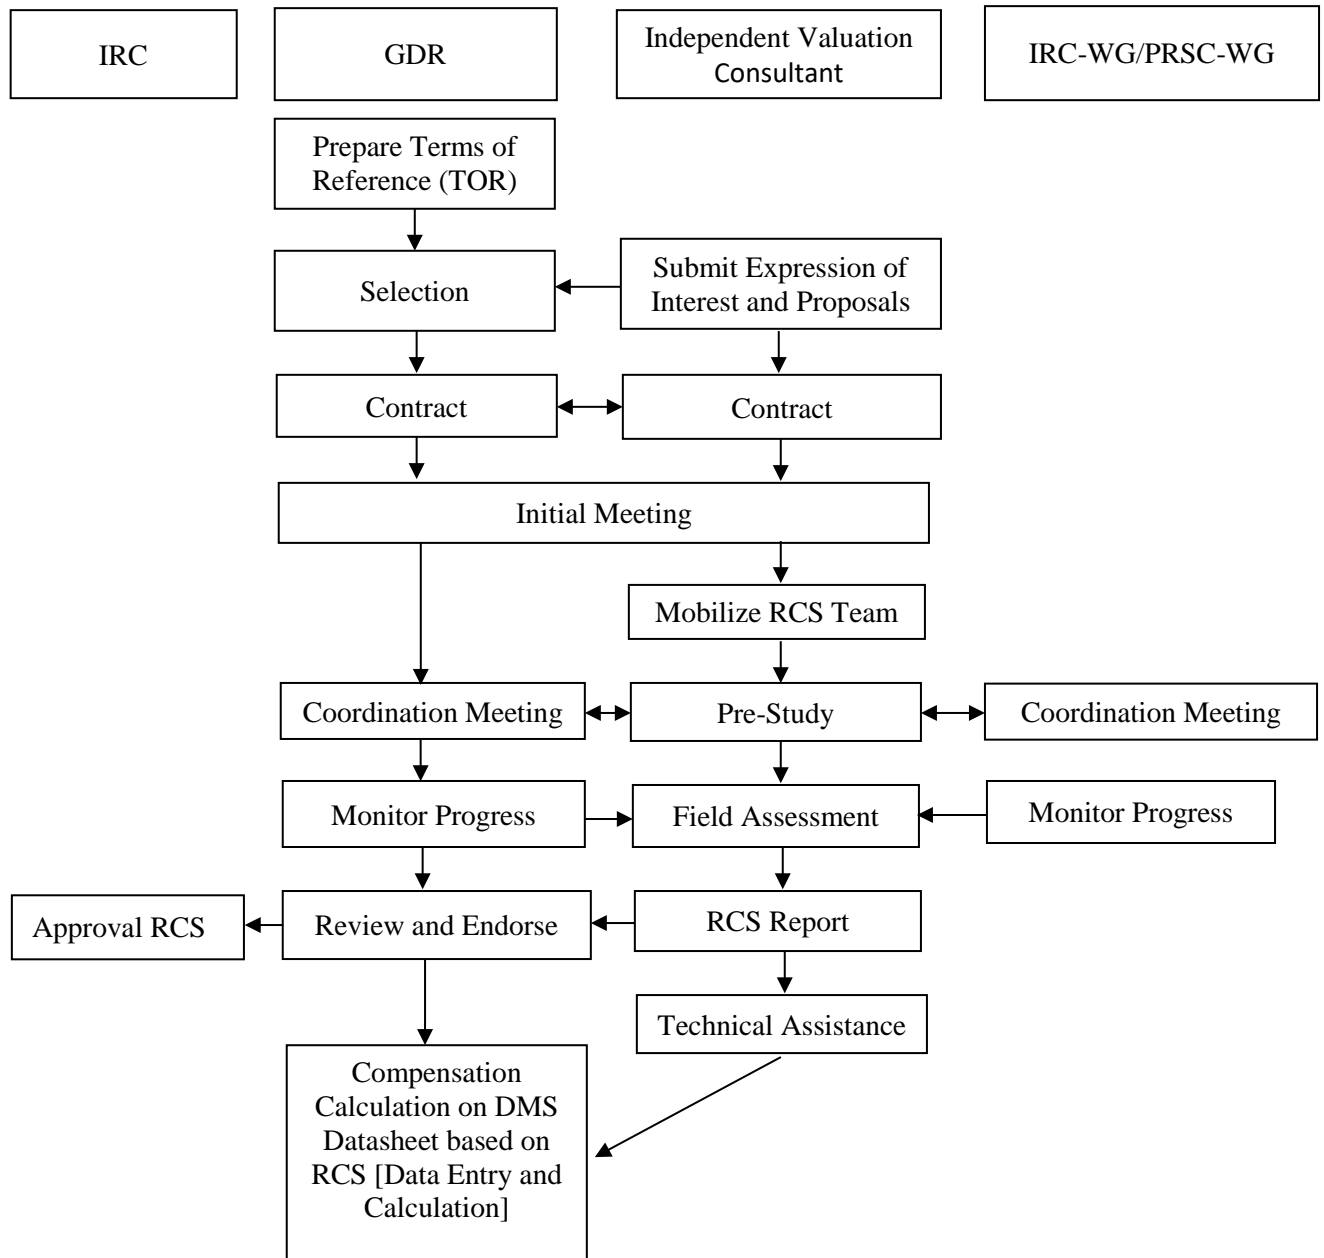 IRC
GDR
Independent Valuation
Consultant
IRC-WG/PRSC-WG
Prepare Terms of
Reference (TOR)
Selection
Submit Expression of
Interest and Proposals
Contract
Contract
Initial Meeting
Mobilize RCS Team
Coordination Meeting
Pre-Study
Coordination Meeting
Monitor Progress
Field Assessment
Monitor Progress
Approval RCS
Review and Endorse
RCS Report
Technical Assistance
Compensation
Calculation on DMS
Datasheet based on
RCS [Data Entry and
Calculation]